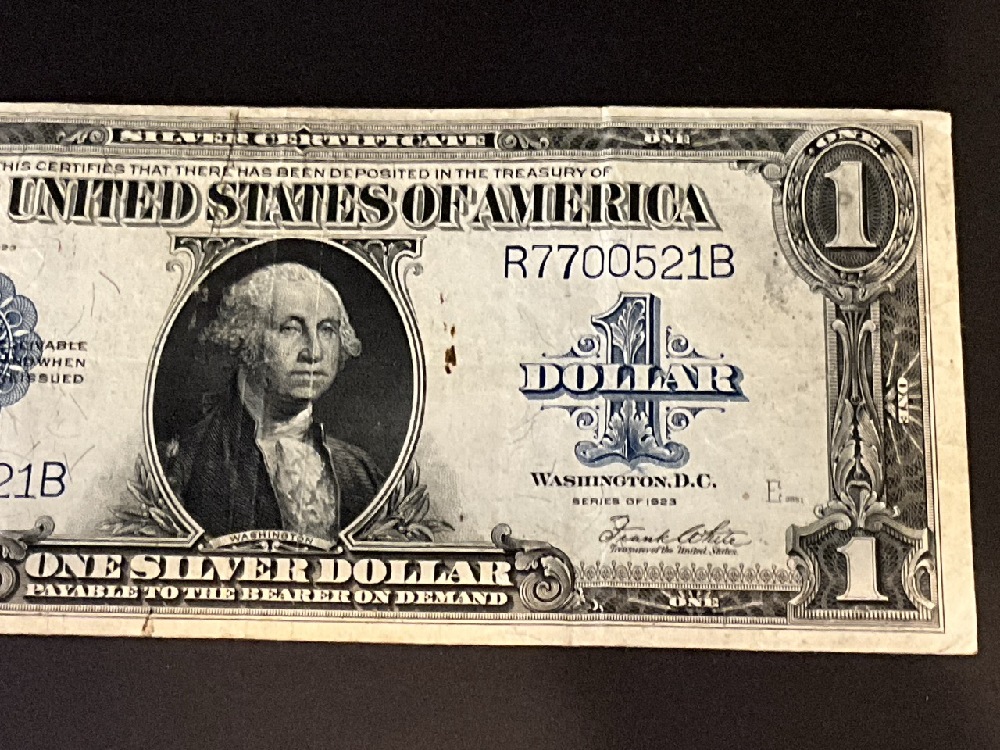 SILVER CERTIFICATE
ONE
ONE
THIS CERTIFIES THAT THERE HAS BEEN DEPOSITED IN THE TREASURY OF
UNITED STATES OF AMERICA
1
R7700521B
1
DOLLAR
WHEN
ISSUED
ONE
WASHINGTON, D.C.
21B
SERIES OF 1923
E
Frank White
Treasurer of the United States.
WASHINGTON
ONE SILVER DOLLAR
PAYABLE TO THE BEARER ON DEMAND
ONE
1